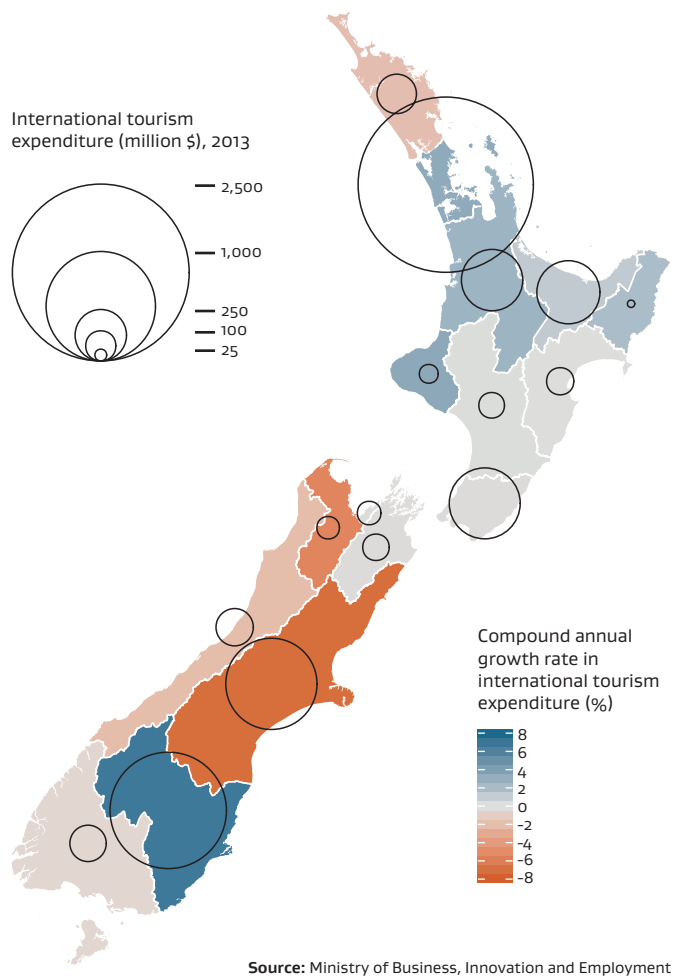 International tourism
expenditure (million $), 2013
2,500
1,000
250
100
25
Compound annual
growth rate in
international tourism
expenditure (%)
8
6
4
2
0
-2
-4
-6
-8
Source: Ministry of Business, Innovation and Employment